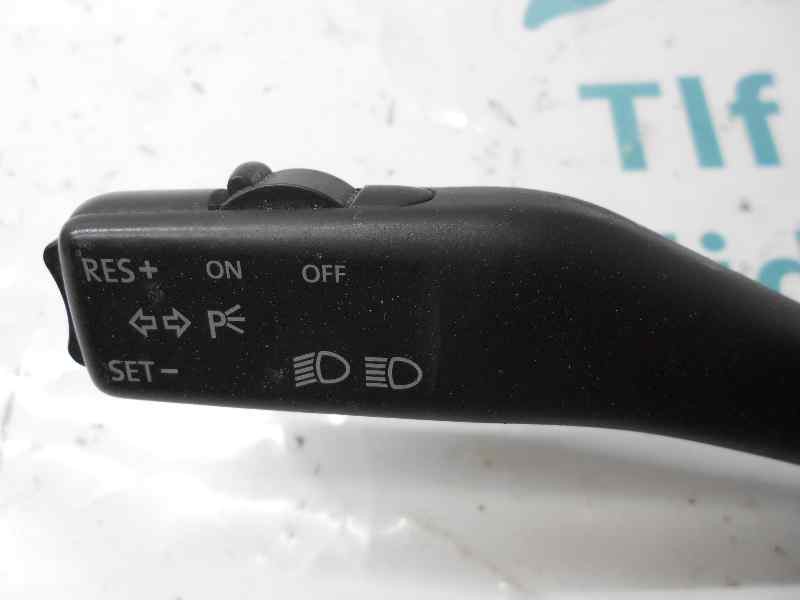 Tlf
RES+ ON OFF
P
SET-